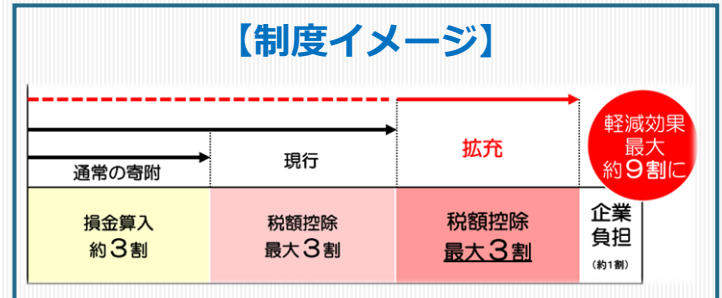 【制度イメージ】
通常の寄附
現行
拡充
軽減効果
最大
約9割に
損金算入
約3割
税額控除
最大3割
税額控除
最大3割
企業
負担
(約1割)